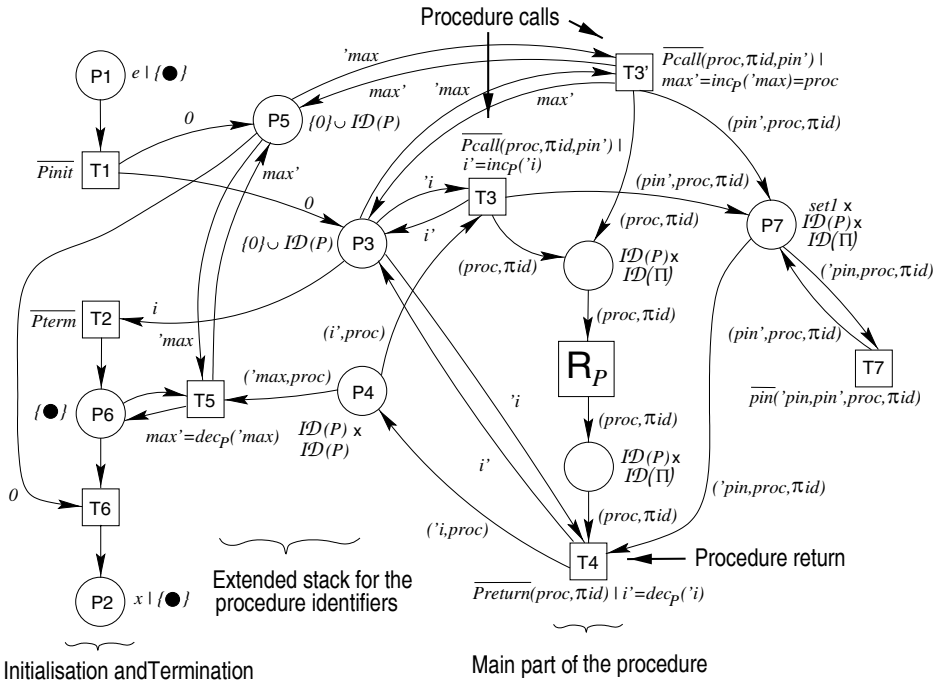 Procedure calls
P1
e | {●}
'max
max'
T3'
Pcall(proc,πid,pin') |
max'=incP('max)=proc
0
P5
{0}∪ ID(P)
'max
max'
Pcall(proc,πid,pin') |
i'=incP('i)
(pin',proc,πid)
Pinit
T1
max'
0
'i
T3
i'
(pin',proc,πid)
P7
set1 x
ID(P)x
ID(Π)
{0}∪ ID(P)
P3
(proc,πid)
(proc,πid)
ID(P)x
ID(Π)
('pin,proc,πid)
Pterm
T2
i
(i',proc)
(proc,πid)
(pin',proc,πid)
'max
('max,proc)
P4
RP
T7
pin('pin,pin',proc,πid)
{●}
P6
T5
max'=decP('max)
ID(P) x
ID(P)
'i
(proc,πid)
i'
ID(P)x
ID(Π)
0
T6
('i,proc)
(proc,πid)
('pin,proc,πid)
T4
Procedure return
P2
x | {●}
Extended stack for the
procedure identifiers
Preturn(proc,πid) | i'=decP('i)
Initialisation andTermination
Main part of the procedure